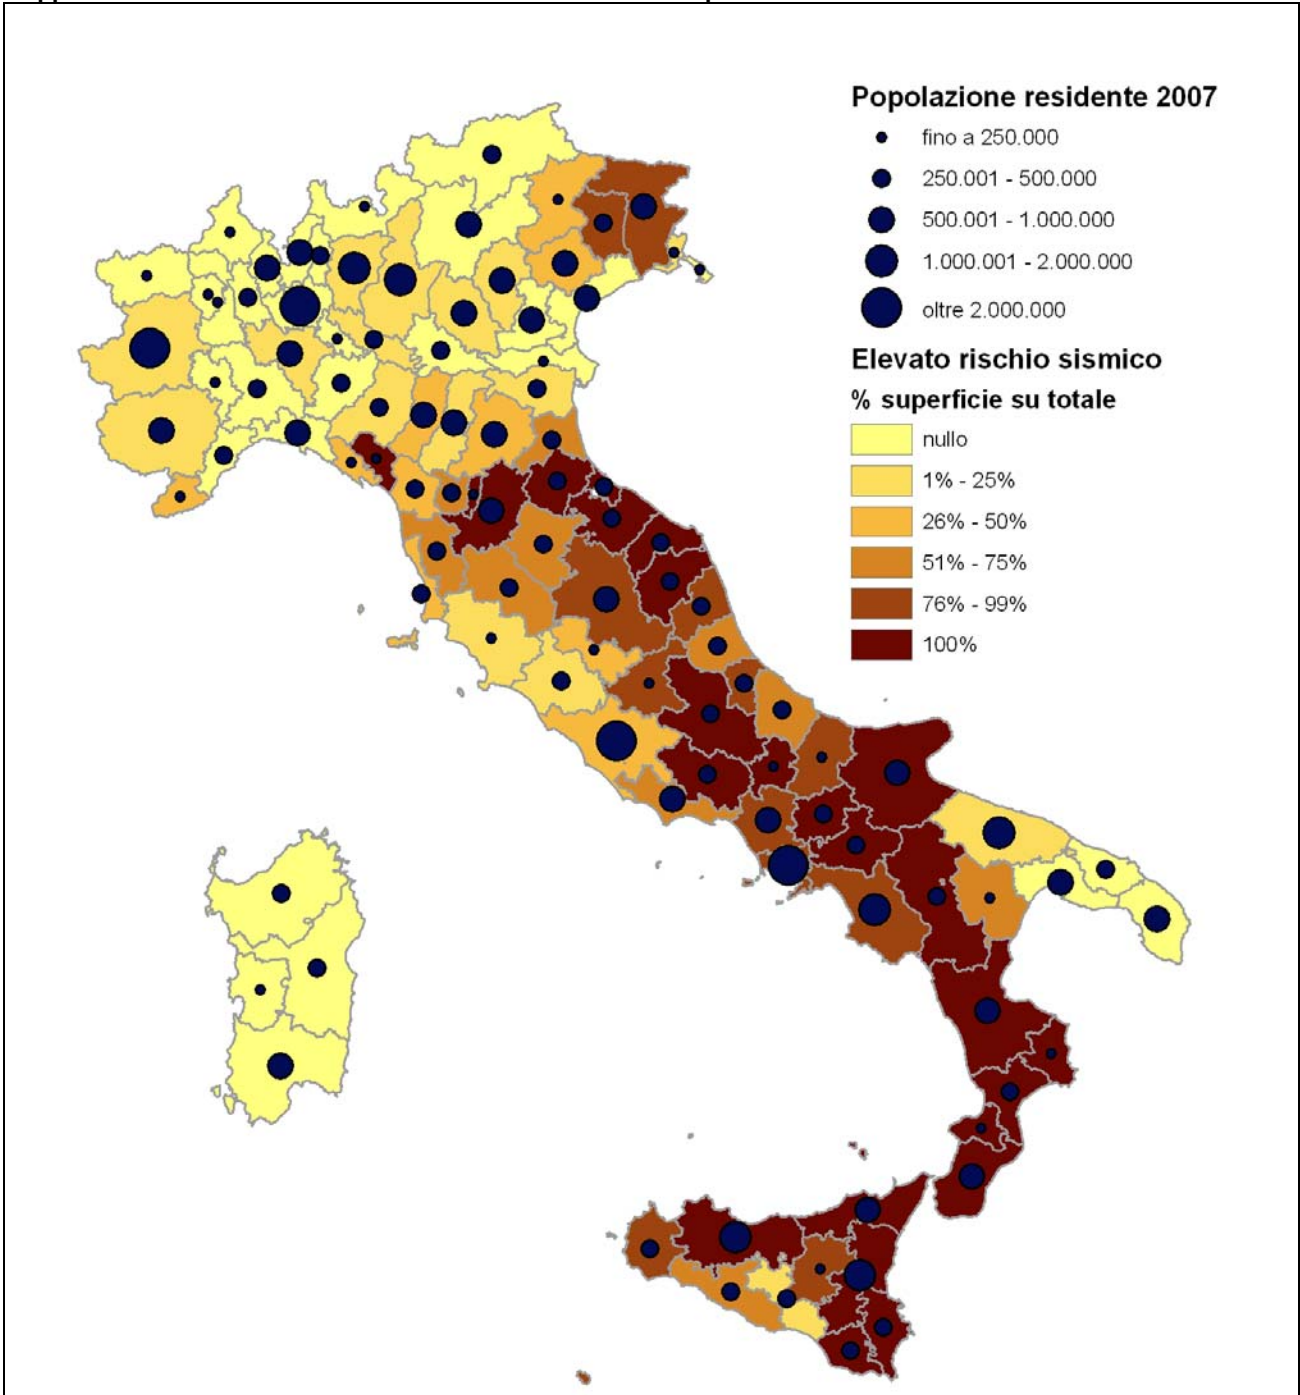 Popolazione residente 2007
fino a 250.000
250.001 - 500.000
500.001 - 1.000.000
1.000.001 - 2.000.000
oltre 2.000.000
Elevato rischio sismico
% superficie su totale
nullo
1% - 25%
26% - 50%
51% - 75%
76% - 99%
100%